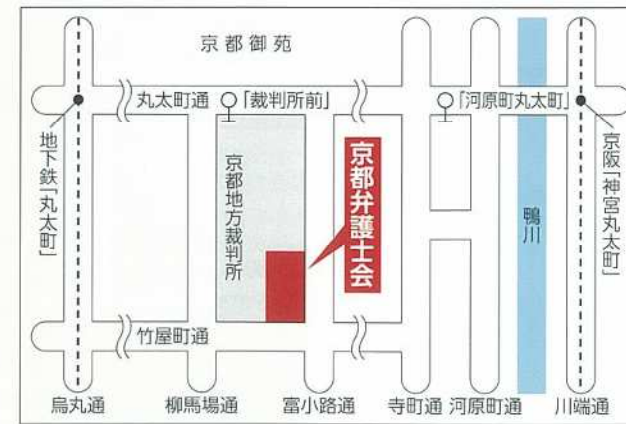 京都御苑
丸太町通
「裁判所前」
「河原町丸太町」
地下鉄「丸太町」
京都地方裁判所
京都弁護士会
鴨川
京阪「神宮丸太町」
竹屋町通
烏丸通
柳馬場通
富小路通
寺町通
河原町通
川端通